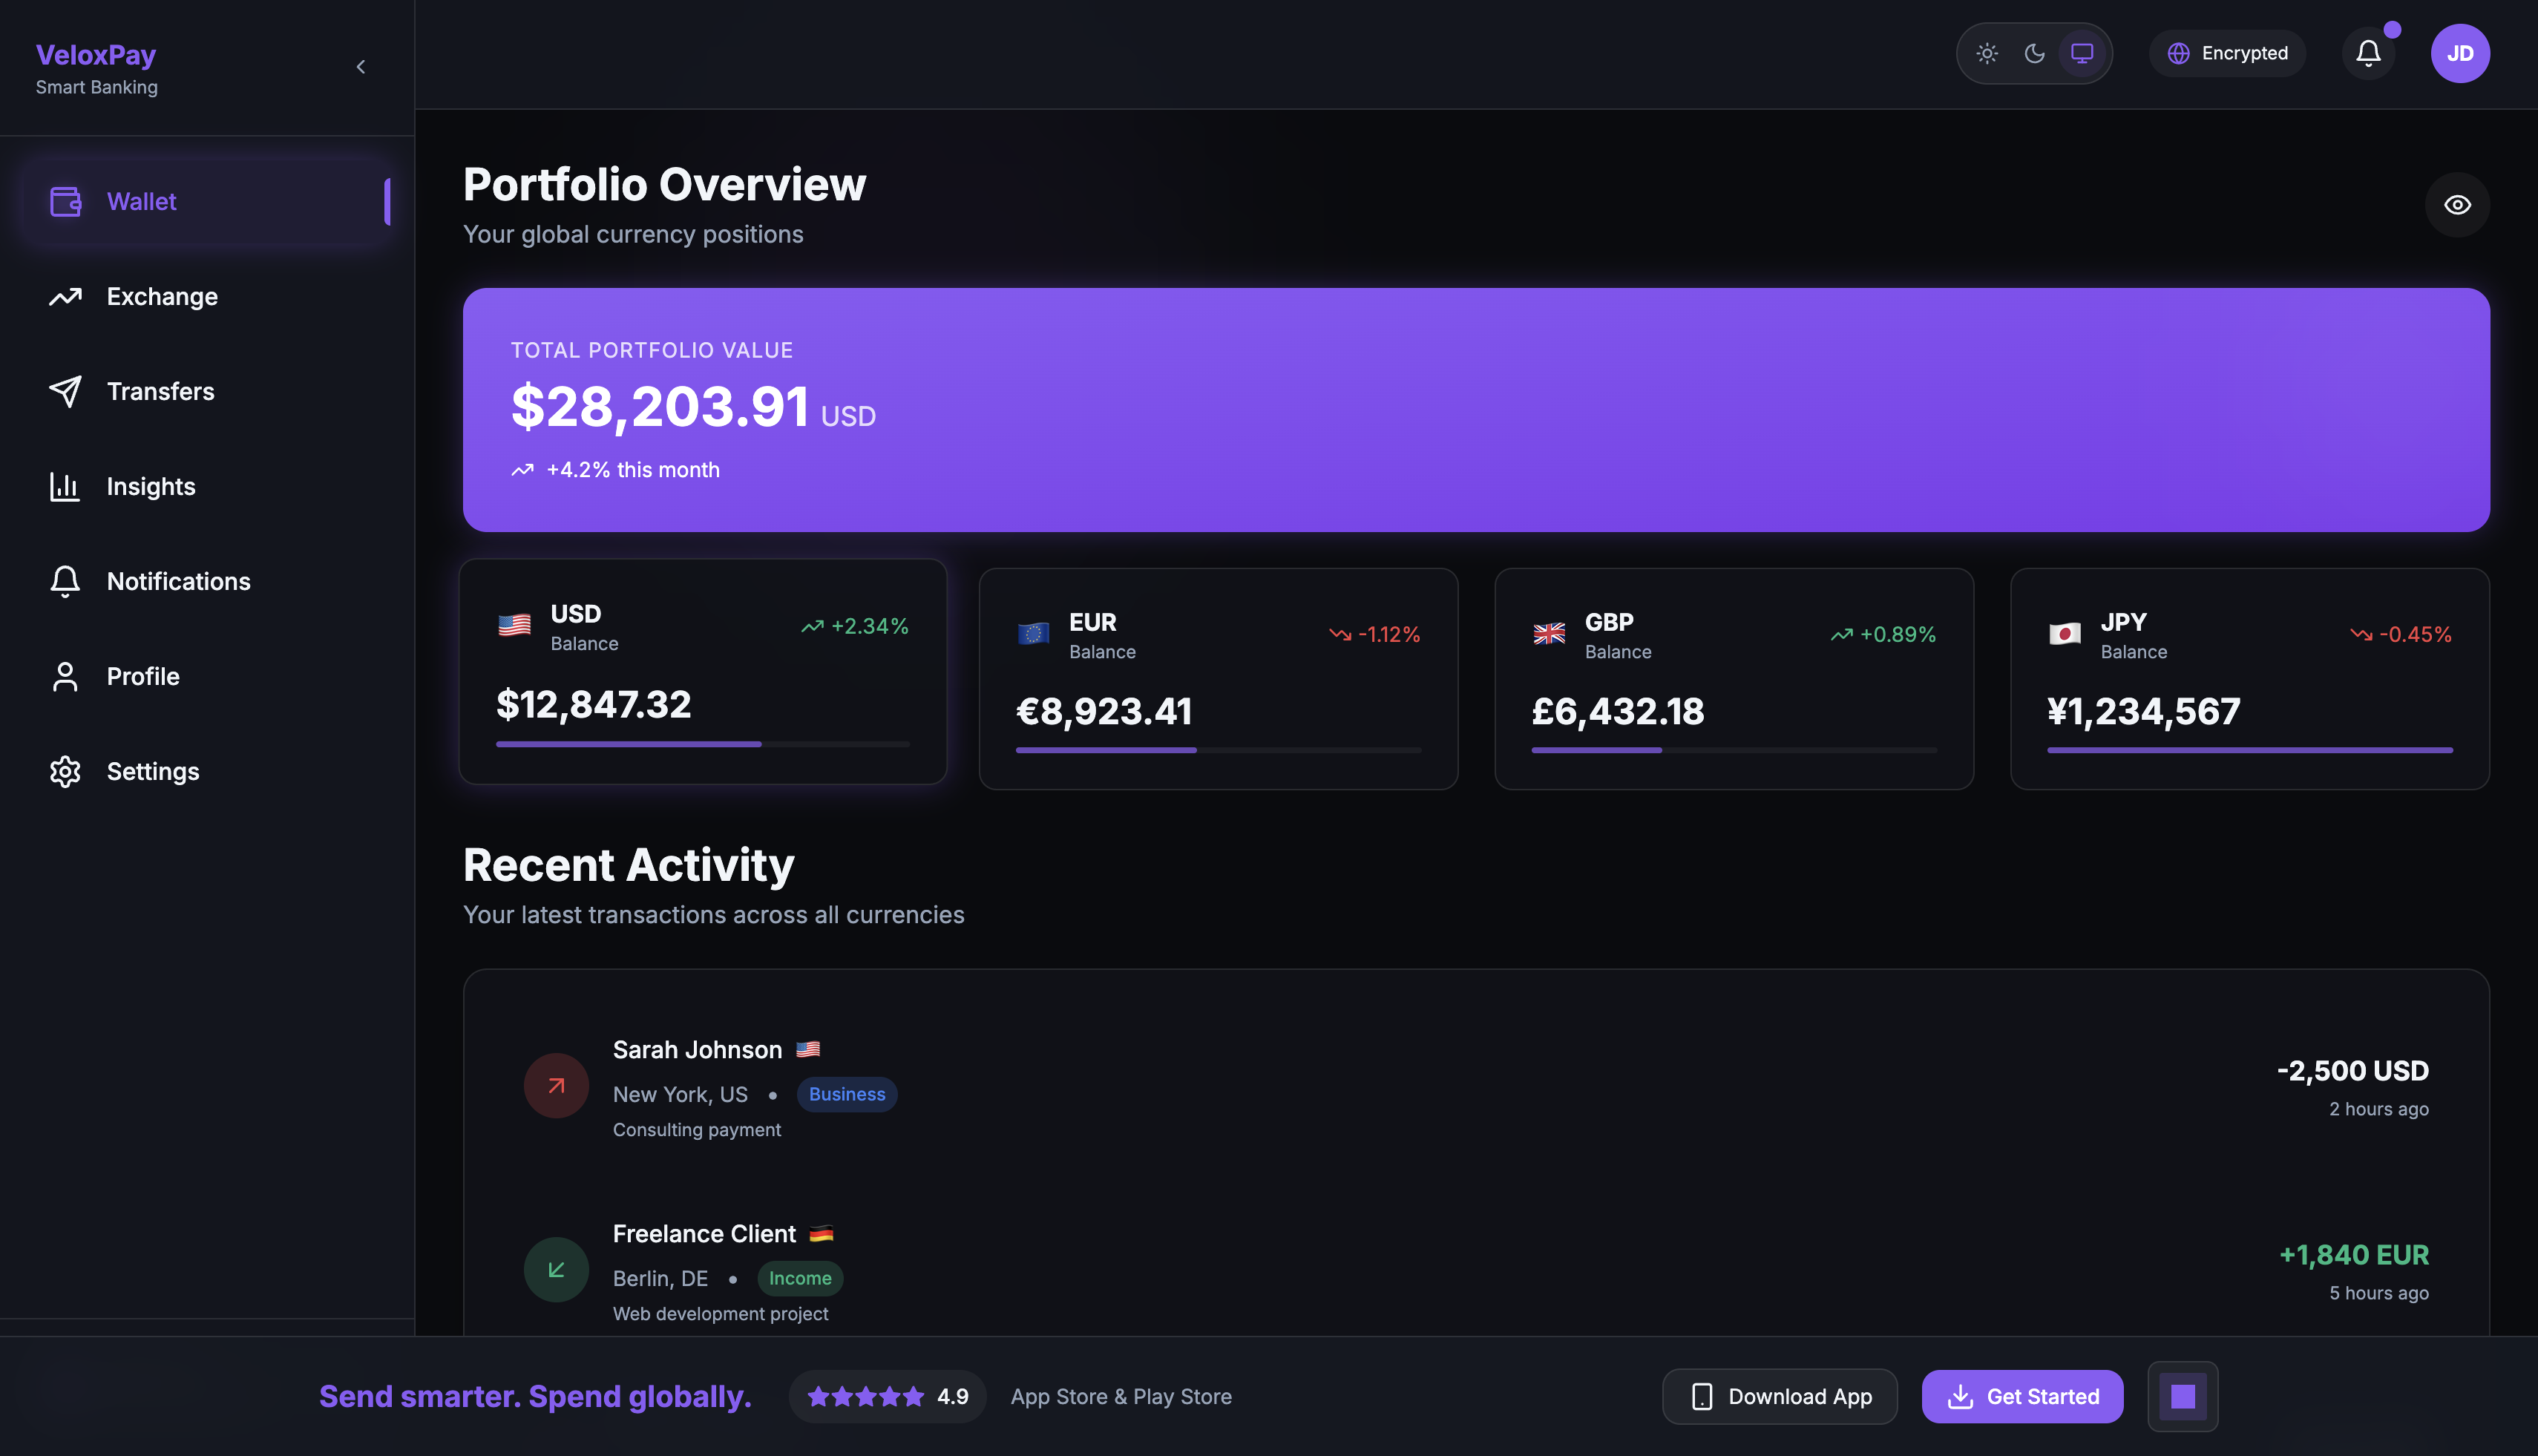 VeloxPay
Smart Banking
Encrypted
JD
Wallet
Exchange
Transfers
Insights
Notifications
Profile
Settings
Portfolio Overview
Your global currency positions
TOTAL PORTFOLIO VALUE
$28,203.91 USD
+4.2% this month
USD
Balance
+2.34%
$12,847.32
EUR
Balance
-1.12%
€8,923.41
GBP
Balance
+0.89%
£6,432.18
JPY
Balance
-0.45%
¥1,234,567
Recent Activity
Your latest transactions across all currencies
Sarah Johnson
New York, US • Business
Consulting payment
-2,500 USD
2 hours ago
Freelance Client
Berlin, DE • Income
Web development project
+1,840 EUR
5 hours ago
Send smarter. Spend globally.
4.9
App Store & Play Store
Download App
Get Started